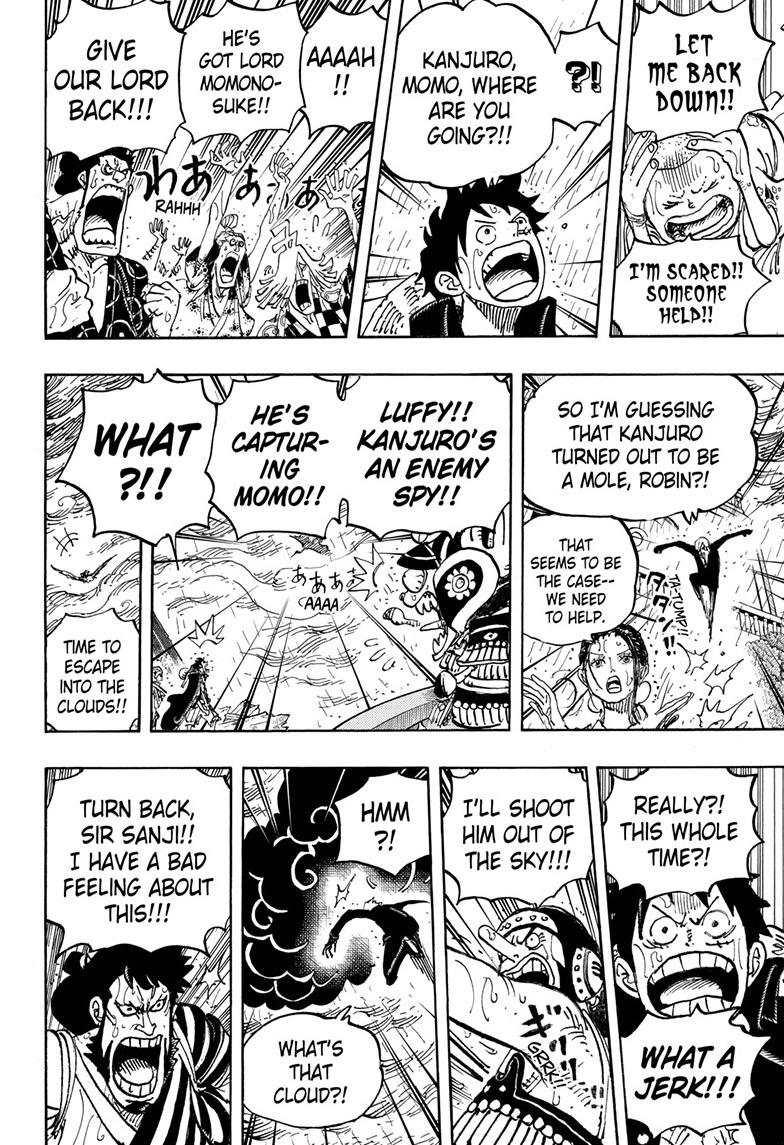 LET
ME BACK
DOWN!!
I'M SCARED!!
SOMEONE
HELP!!
?!
KANJURO,
MOMO, WHERE
ARE YOU
GOING?!!
AAAAH
!!
HE'S
GOT LORD
MOMONO-
SUKE!!
GIVE
OUR LORD
BACK!!!
わあ
ああ
RAHHH
SO I'M GUESSING
THAT KANJURO
TURNED OUT TO BE
A MOLE, ROBIN?!
THAT
SEEMS TO BE
THE CASE--
WE NEED
TO HELP.
タタン!!
TA-TUMP!!
LUFFY!!
KANJURO'S
AN ENEMY
SPY!!
HE'S
CAPTUR-
ING
MOMO!!
あああ
AAAA
WHAT
?!!
TIME TO
ESCAPE
INTO THE
CLOUDS!!
REALLY?!
THIS WHOLE
TIME?!
WHAT A
JERK!!!
I'LL SHOOT
HIM OUT OF
THE SKY!!!
ギギ!!
GRRK!
HMM
?!
WHAT'S
THAT
CLOUD?!
TURN BACK,
SIR SANJI!!
I HAVE A BAD
FEELING ABOUT
THIS!!!